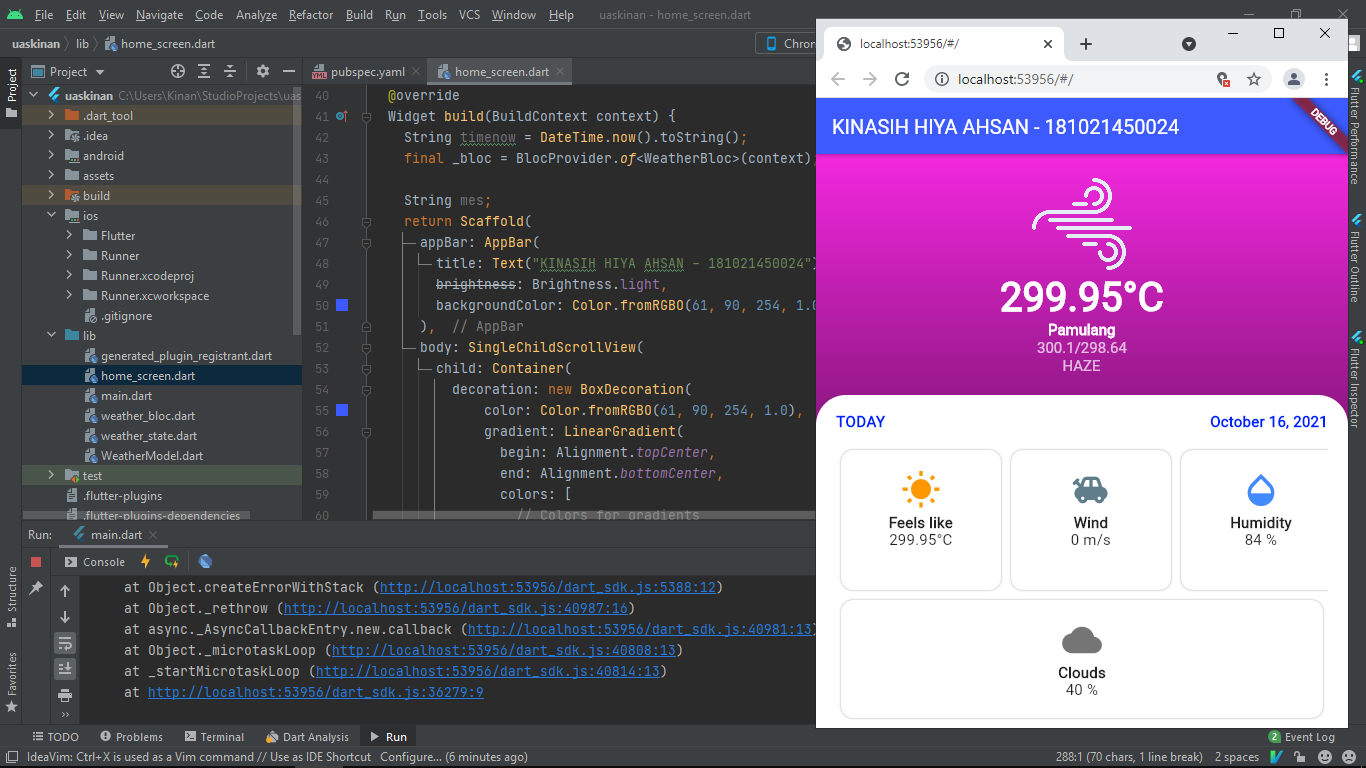 File Edit View Navigate Code Analyze Refactor Build Run Tools VCS Window Help uaskinan - home_screen.dart
uaskinan lib home_screen.dart
Chron
Project
pubspec.yaml
home_screen.dart
uaskinan C:\Users\Kinan\StudioProjects\uas
.dart_tool
.idea
android
assets
build
ios
Flutter
Runner
Runner.xcodeproj
Runner.xcworkspace
.gitignore
lib
generated_plugin_registrant.dart
home_screen.dart
main.dart
weather_bloc.dart
weather_state.dart
WeatherModel.dart
test
.flutter-plugins
.flutter-plugins-dependencies
Project
Structure
Favorites
40 @override
41 Widget build(BuildContext context) {
42 String timenow = DateTime.now().toString();
43 final _bloc = BlocProvider.of<WeatherBloc>(context)
44
45 String mes;
46 return Scaffold(
47 appBar: AppBar(
48 title: Text("KINASIH HIYA AHSAN - 181021450024")
49 brightness: Brightness.light,
50 backgroundColor: Color.fromRGBO(61, 90, 254, 1.0
51 ), // AppBar
52 body: SingleChildScrollView(
53 child: Container(
54 decoration: new BoxDecoration(
55 color: Color.fromRGBO(61, 90, 254, 1.0),
56 gradient: LinearGradient(
57 begin: Alignment.topCenter,
58 end: Alignment.bottomCenter,
59 colors: [
60 // Colors for gradients
Run: main.dart
Console
at Object.createErrorWithStack (http://localhost:53956/dart_sdk.js:5388:12)
at Object._rethrow (http://localhost:53956/dart_sdk.js:40987:16)
at async._AsyncCallbackEntry.new.callback (http://localhost:53956/dart_sdk.js:40981:13)
at Object._microtaskLoop (http://localhost:53956/dart_sdk.js:40808:13)
at _startMicrotaskLoop (http://localhost:53956/dart_sdk.js:40814:13)
at http://localhost:53956/dart_sdk.js:36279:9
localhost:53956/#/
localhost:53956/#/
KINASIH HIYA AHSAN - 181021450024
DEBUG
299.95°C
Pamulang
300.1/298.64
HAZE
TODAY October 16, 2021
Feels like
299.95°C
Wind
0 m/s
Humidity
84 %
Clouds
40 %
Flutter Performance
Flutter Outline
Flutter Inspector
TODO Problems Terminal Dart Analysis Run 2 Event Log
IdeaVim: Ctrl+X is used as a Vim command // Use as IDE Shortcut Configure... (6 minutes ago) 288:1 (70 chars, 1 line break) 2 spaces